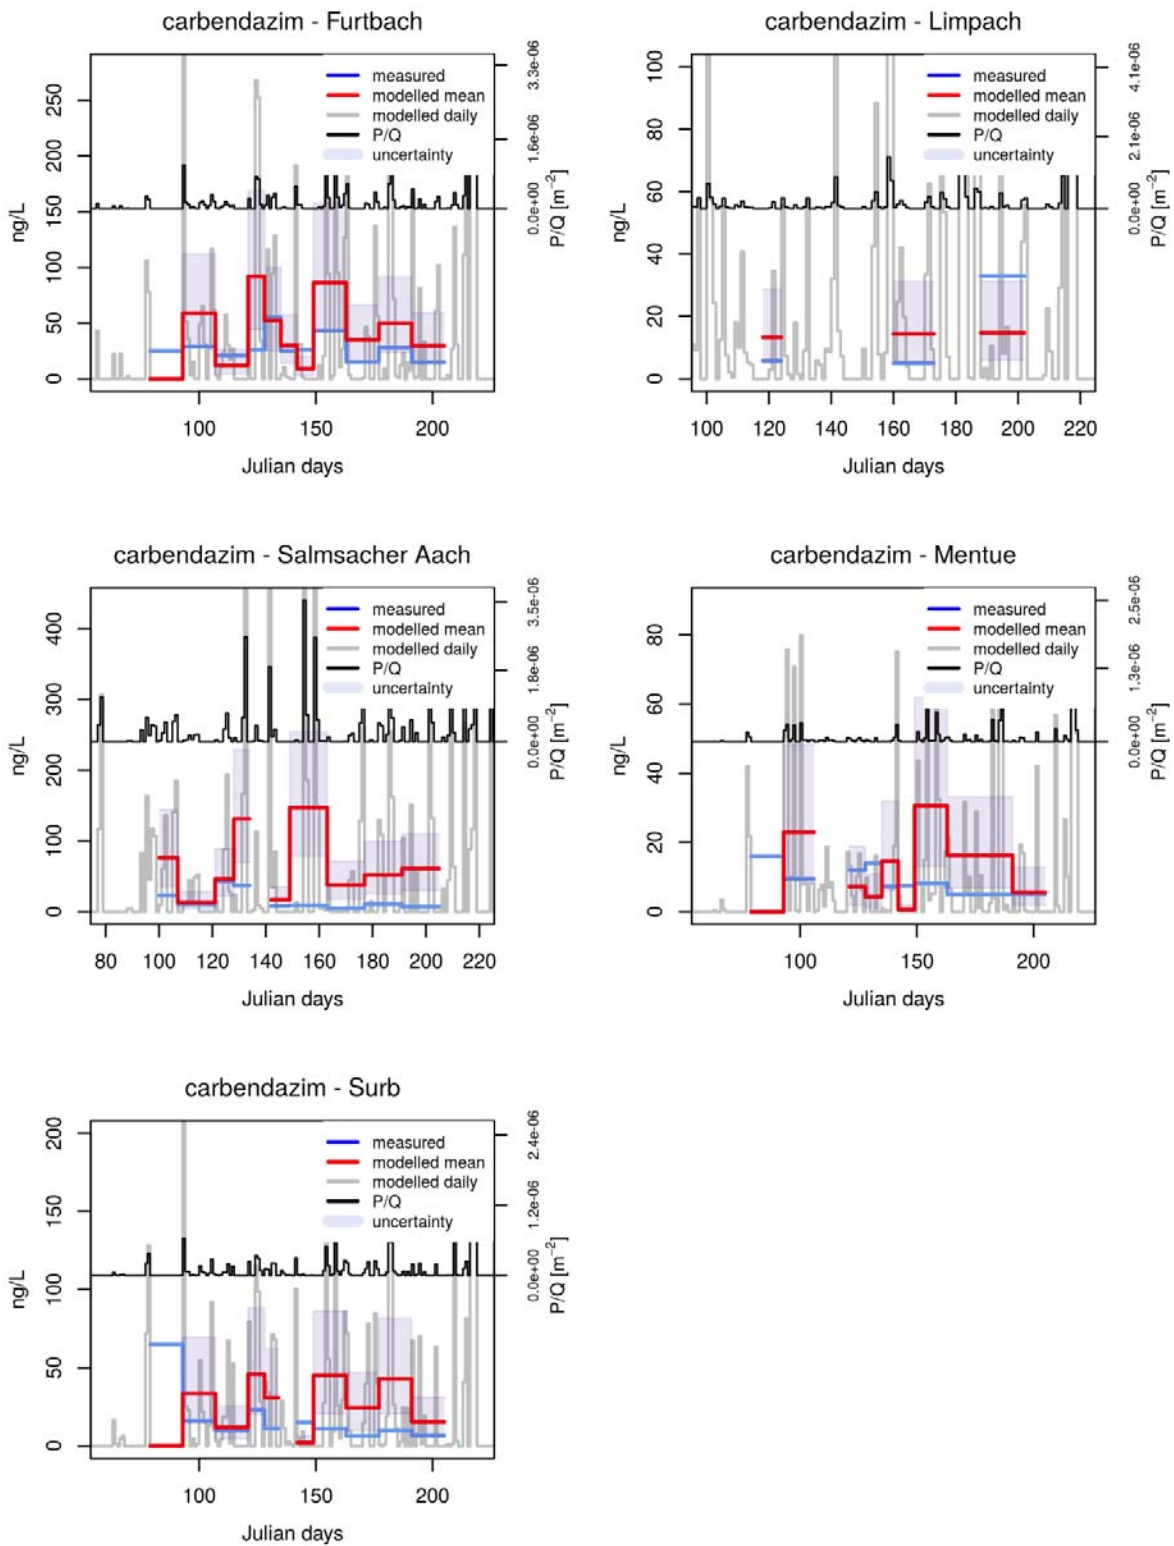 carbendazim - Furtbach
measured
modelled mean
modelled daily
P/Q
uncertainty
ng/L
0 50 100 150 200 250
0.0e+00 1.6e-06 3.3e-06
P/Q [m⁻²]
100 150 200
Julian days
carbendazim - Limpach
measured
modelled mean
modelled daily
P/Q
uncertainty
ng/L
0 20 40 60 80 100
0.0e+00 2.1e-06 4.1e-06
P/Q [m⁻²]
100 120 140 160 180 200 220
Julian days
carbendazim - Salmsacher Aach
measured
modelled mean
modelled daily
P/Q
uncertainty
ng/L
0 100 200 300 400
0.0e+00 1.8e-06 3.5e-06
P/Q [m⁻²]
80 100 120 140 160 180 200 220
Julian days
carbendazim - Mentue
measured
modelled mean
modelled daily
P/Q
uncertainty
ng/L
0 20 40 60 80
0.0e+00 1.3e-06 2.5e-06
P/Q [m⁻²]
100 150 200
Julian days
carbendazim - Surb
measured
modelled mean
modelled daily
P/Q
uncertainty
ng/L
0 50 100 150 200
0.0e+00 1.2e-06 2.4e-06
P/Q [m⁻²]
100 150 200
Julian days